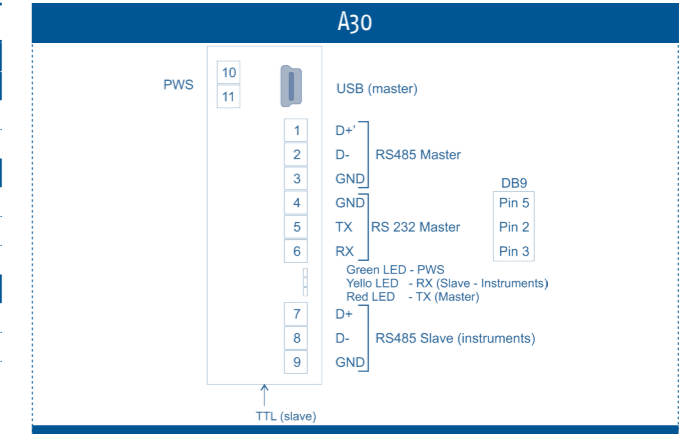 A30
PWS
10
11
USB (master)
1 D+'
2 D- RS485 Master
3 GND
DB9
4 GND Pin 5
5 TX RS 232 Master Pin 2
6 RX Pin 3
Green LED - PWS
Yello LED - RX (Slave - Instruments)
Red LED - TX (Master)
7 D+
8 D- RS485 Slave (instruments)
9 GND
TTL (slave)